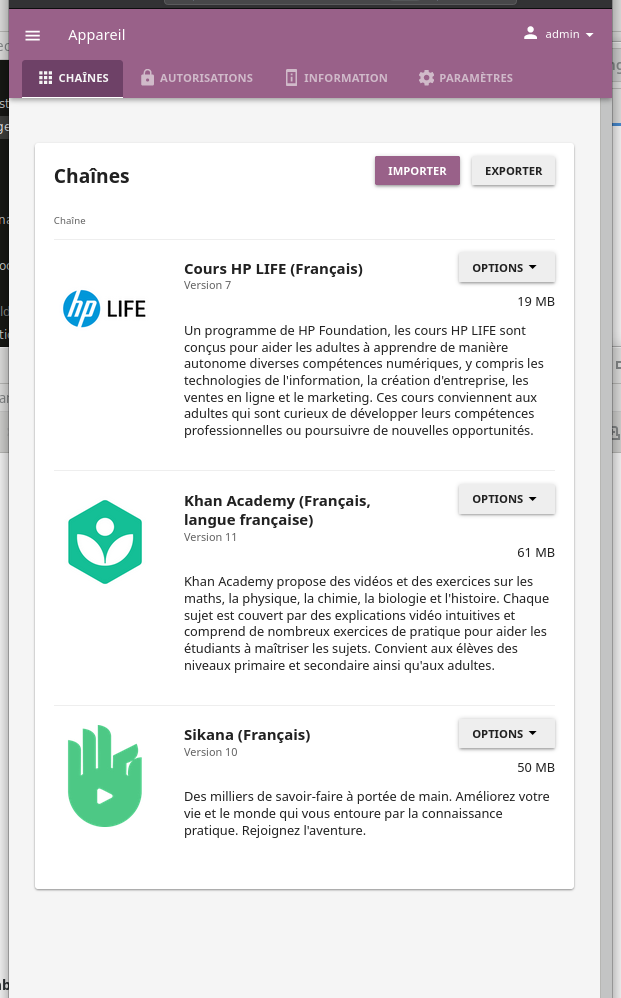 Appareil
admin
CHAÎNES
AUTORISATIONS
INFORMATION
PARAMÈTRES
Chaînes
IMPORTER
EXPORTER
Chaîne
Cours HP LIFE (Français)
OPTIONS
Version 7
19 MB
hp LIFE
Un programme de HP Foundation, les cours HP LIFE sont
conçus pour aider les adultes à apprendre de manière
autonome diverses compétences numériques, y compris les
technologies de l'information, la création d'entreprise, les
ventes en ligne et le marketing. Ces cours conviennent aux
adultes qui sont curieux de développer leurs compétences
professionnelles ou poursuivre de nouvelles opportunités.
Khan Academy (Français,
langue française)
OPTIONS
Version 11
61 MB
Khan Academy propose des vidéos et des exercices sur les
maths, la physique, la chimie, la biologie et l'histoire. Chaque
sujet est couvert par des explications vidéo intuitives et
comprend de nombreux exercices de pratique pour aider les
étudiants à maîtriser les sujets. Convient aux élèves des
niveaux primaire et secondaire ainsi qu'aux adultes.
Sikana (Français)
OPTIONS
Version 10
50 MB
Des milliers de savoir-faire à portée de main. Améliorez votre
vie et le monde qui vous entoure par la connaissance
pratique. Rejoignez l'aventure.